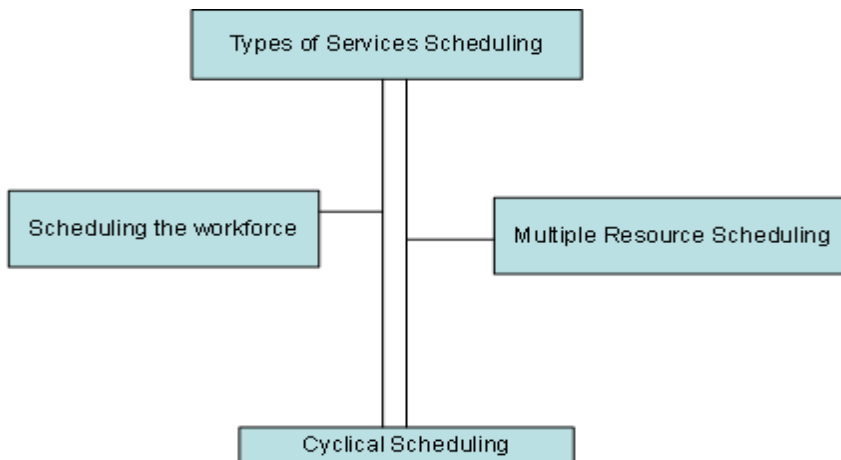 Types of Services Scheduling
Scheduling the workforce
Multiple Resource Scheduling
Cyclical Scheduling